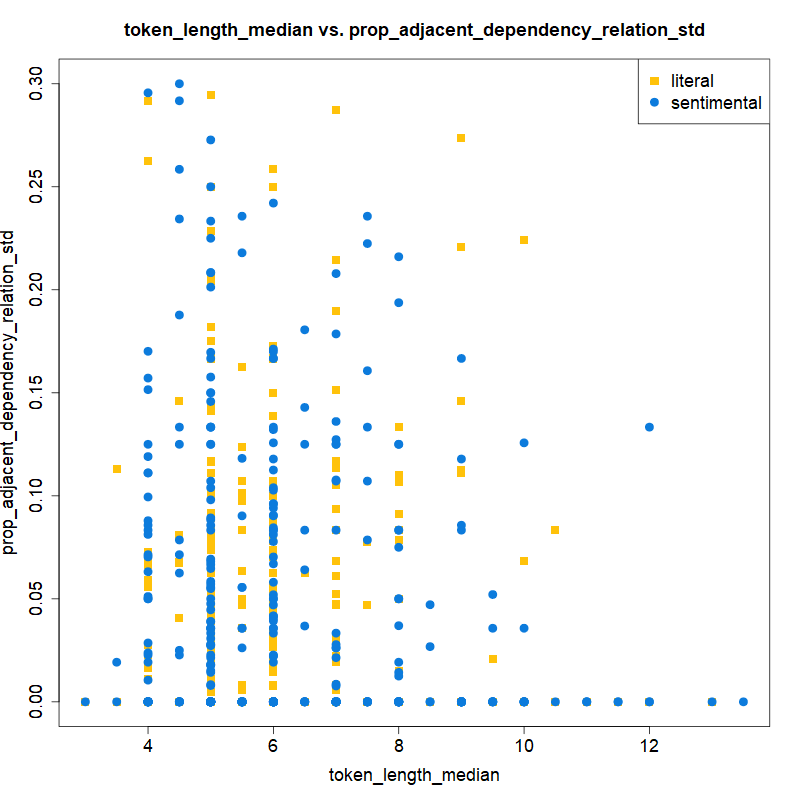 token_length_median vs. prop_adjacent_dependency_relation_std
literal
sentimental
prop_adjacent_dependency_relation_std
0.30
0.25
0.20
0.15
0.10
0.05
0.00
4 6 8 10 12
token_length_median